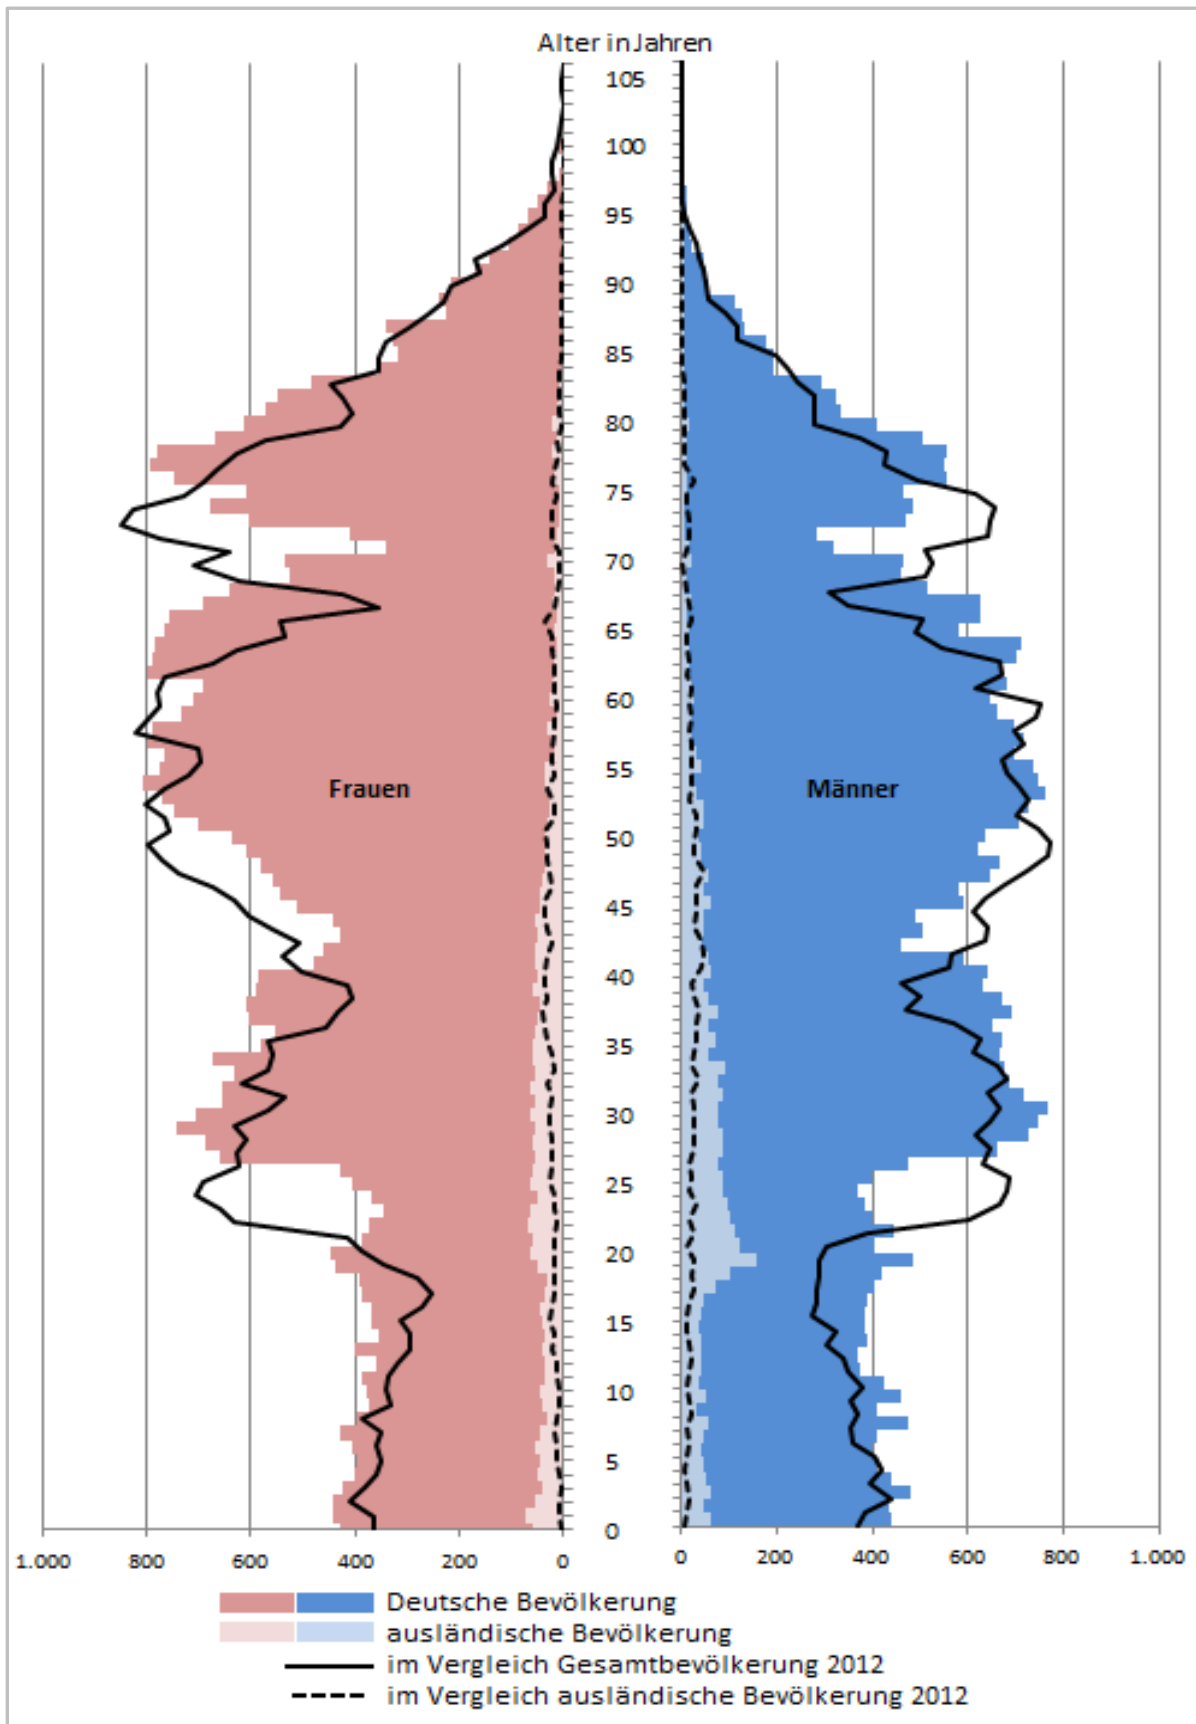 Alter in Jahren
105
100
95
90
85
80
75
70
65
60
55
Frauen
Männer
50
45
40
35
30
25
20
15
10
5
0
1.000 800 600 400 200 0 0 200 400 600 800 1.000
Deutsche Bevölkerung
ausländische Bevölkerung
im Vergleich Gesamtbevölkerung 2012
im Vergleich ausländische Bevölkerung 2012